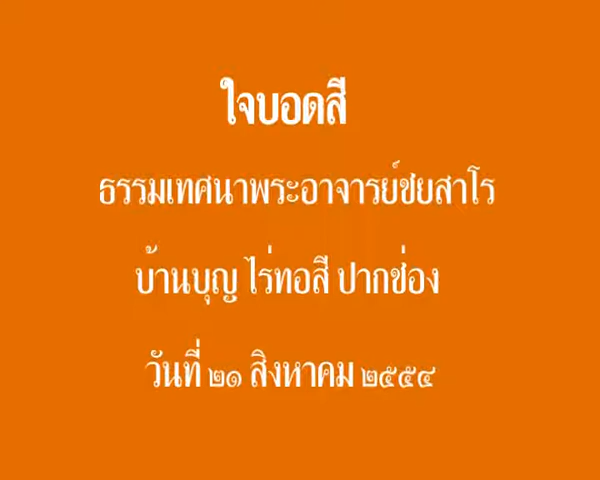 ใจบอดสี
ธรรมเทศนาพระอาจารย์ชยสาโร
บ้านบุญ ไร่ทอสี ปากช่อง
วันที่ ๒๑ สิงหาคม ๒๕๕๔